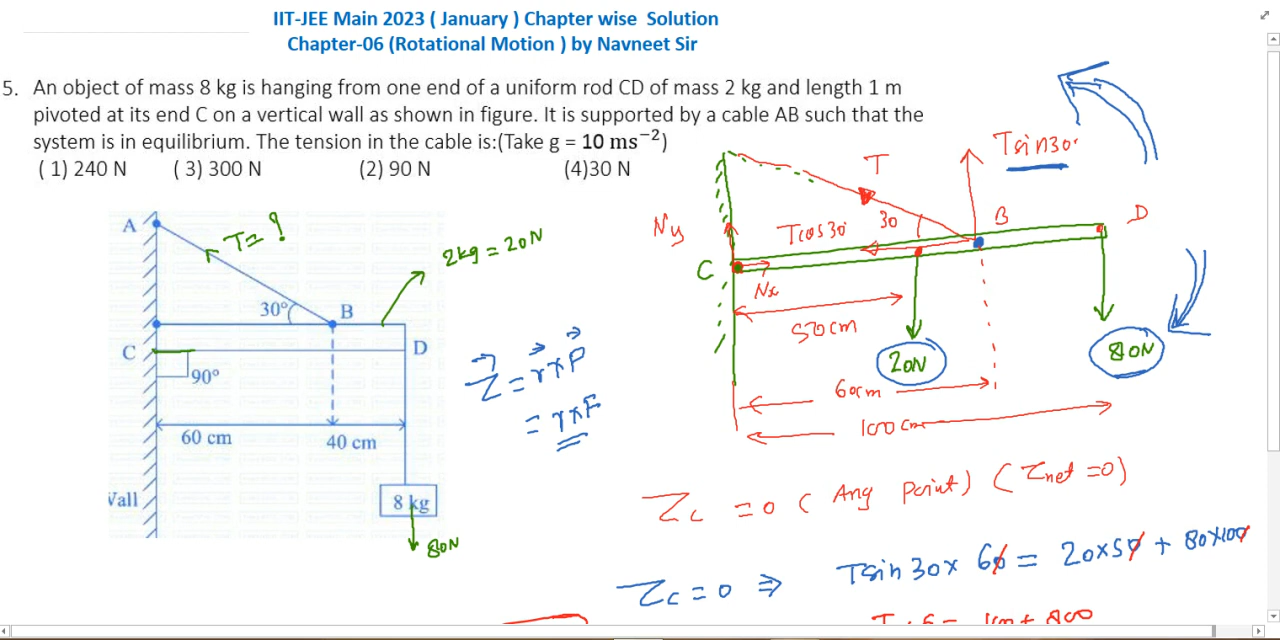 IIT-JEE Main 2023 ( January ) Chapter wise Solution
Chapter-06 (Rotational Motion ) by Navneet Sir
5. An object of mass 8 kg is hanging from one end of a uniform rod CD of mass 2 kg and length 1 m
pivoted at its end C on a vertical wall as shown in figure. It is supported by a cable AB such that the
system is in equilibrium. The tension in the cable is:(Take g = 10 ms⁻²)
( 1) 240 N ( 3) 300 N (2) 90 N (4)30 N
A
T= ?
2kg = 20N
30°
B
C
D
90°
60 cm
40 cm
Wall
8 kg
80N
τ = r×P
= r×F
T
Tsin30°
Ny
Tcos30
30
B
D
C
Nx
50cm
20N
80N
60cm
100cm
τc = 0 ( Any Point) ( τnet =0)
τc = 0 ⇒ Tsin30× 60 = 20×50 + 80×100